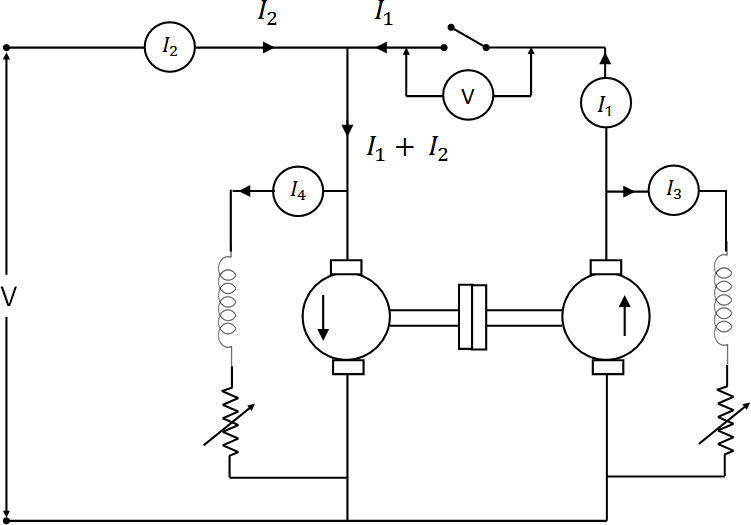 I₂
I₁
I₂
V
I₁
I₁ + I₂
I₄
I₃
V